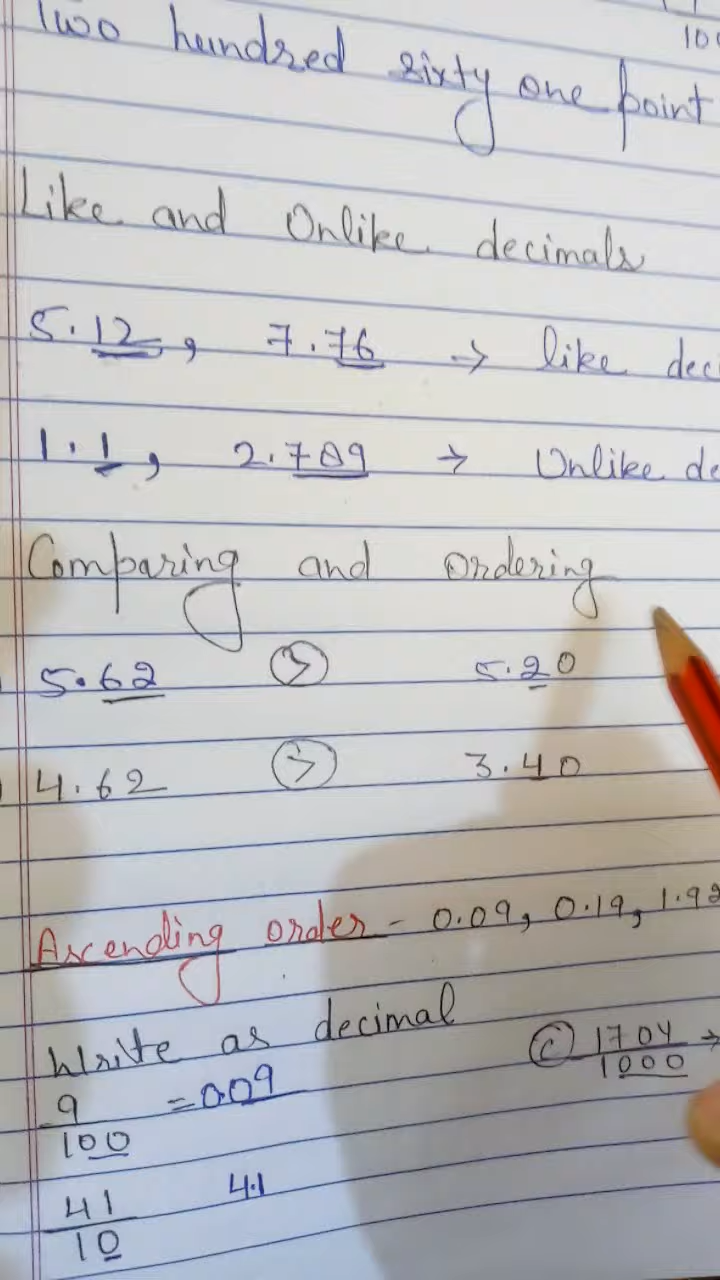 Two hundred sixty one point
Like and Unlike decimals
5.12, 7.76 → like dec
1.1, 2.789 → Unlike de
Comparing and ordering
5.62 > 5.20
4.62 > 3.40
Ascending order - 0.09, 0.19, 1.92
Write as decimal
9/100 = 0.09
(C) 1704/1000 →
41/10 4.1